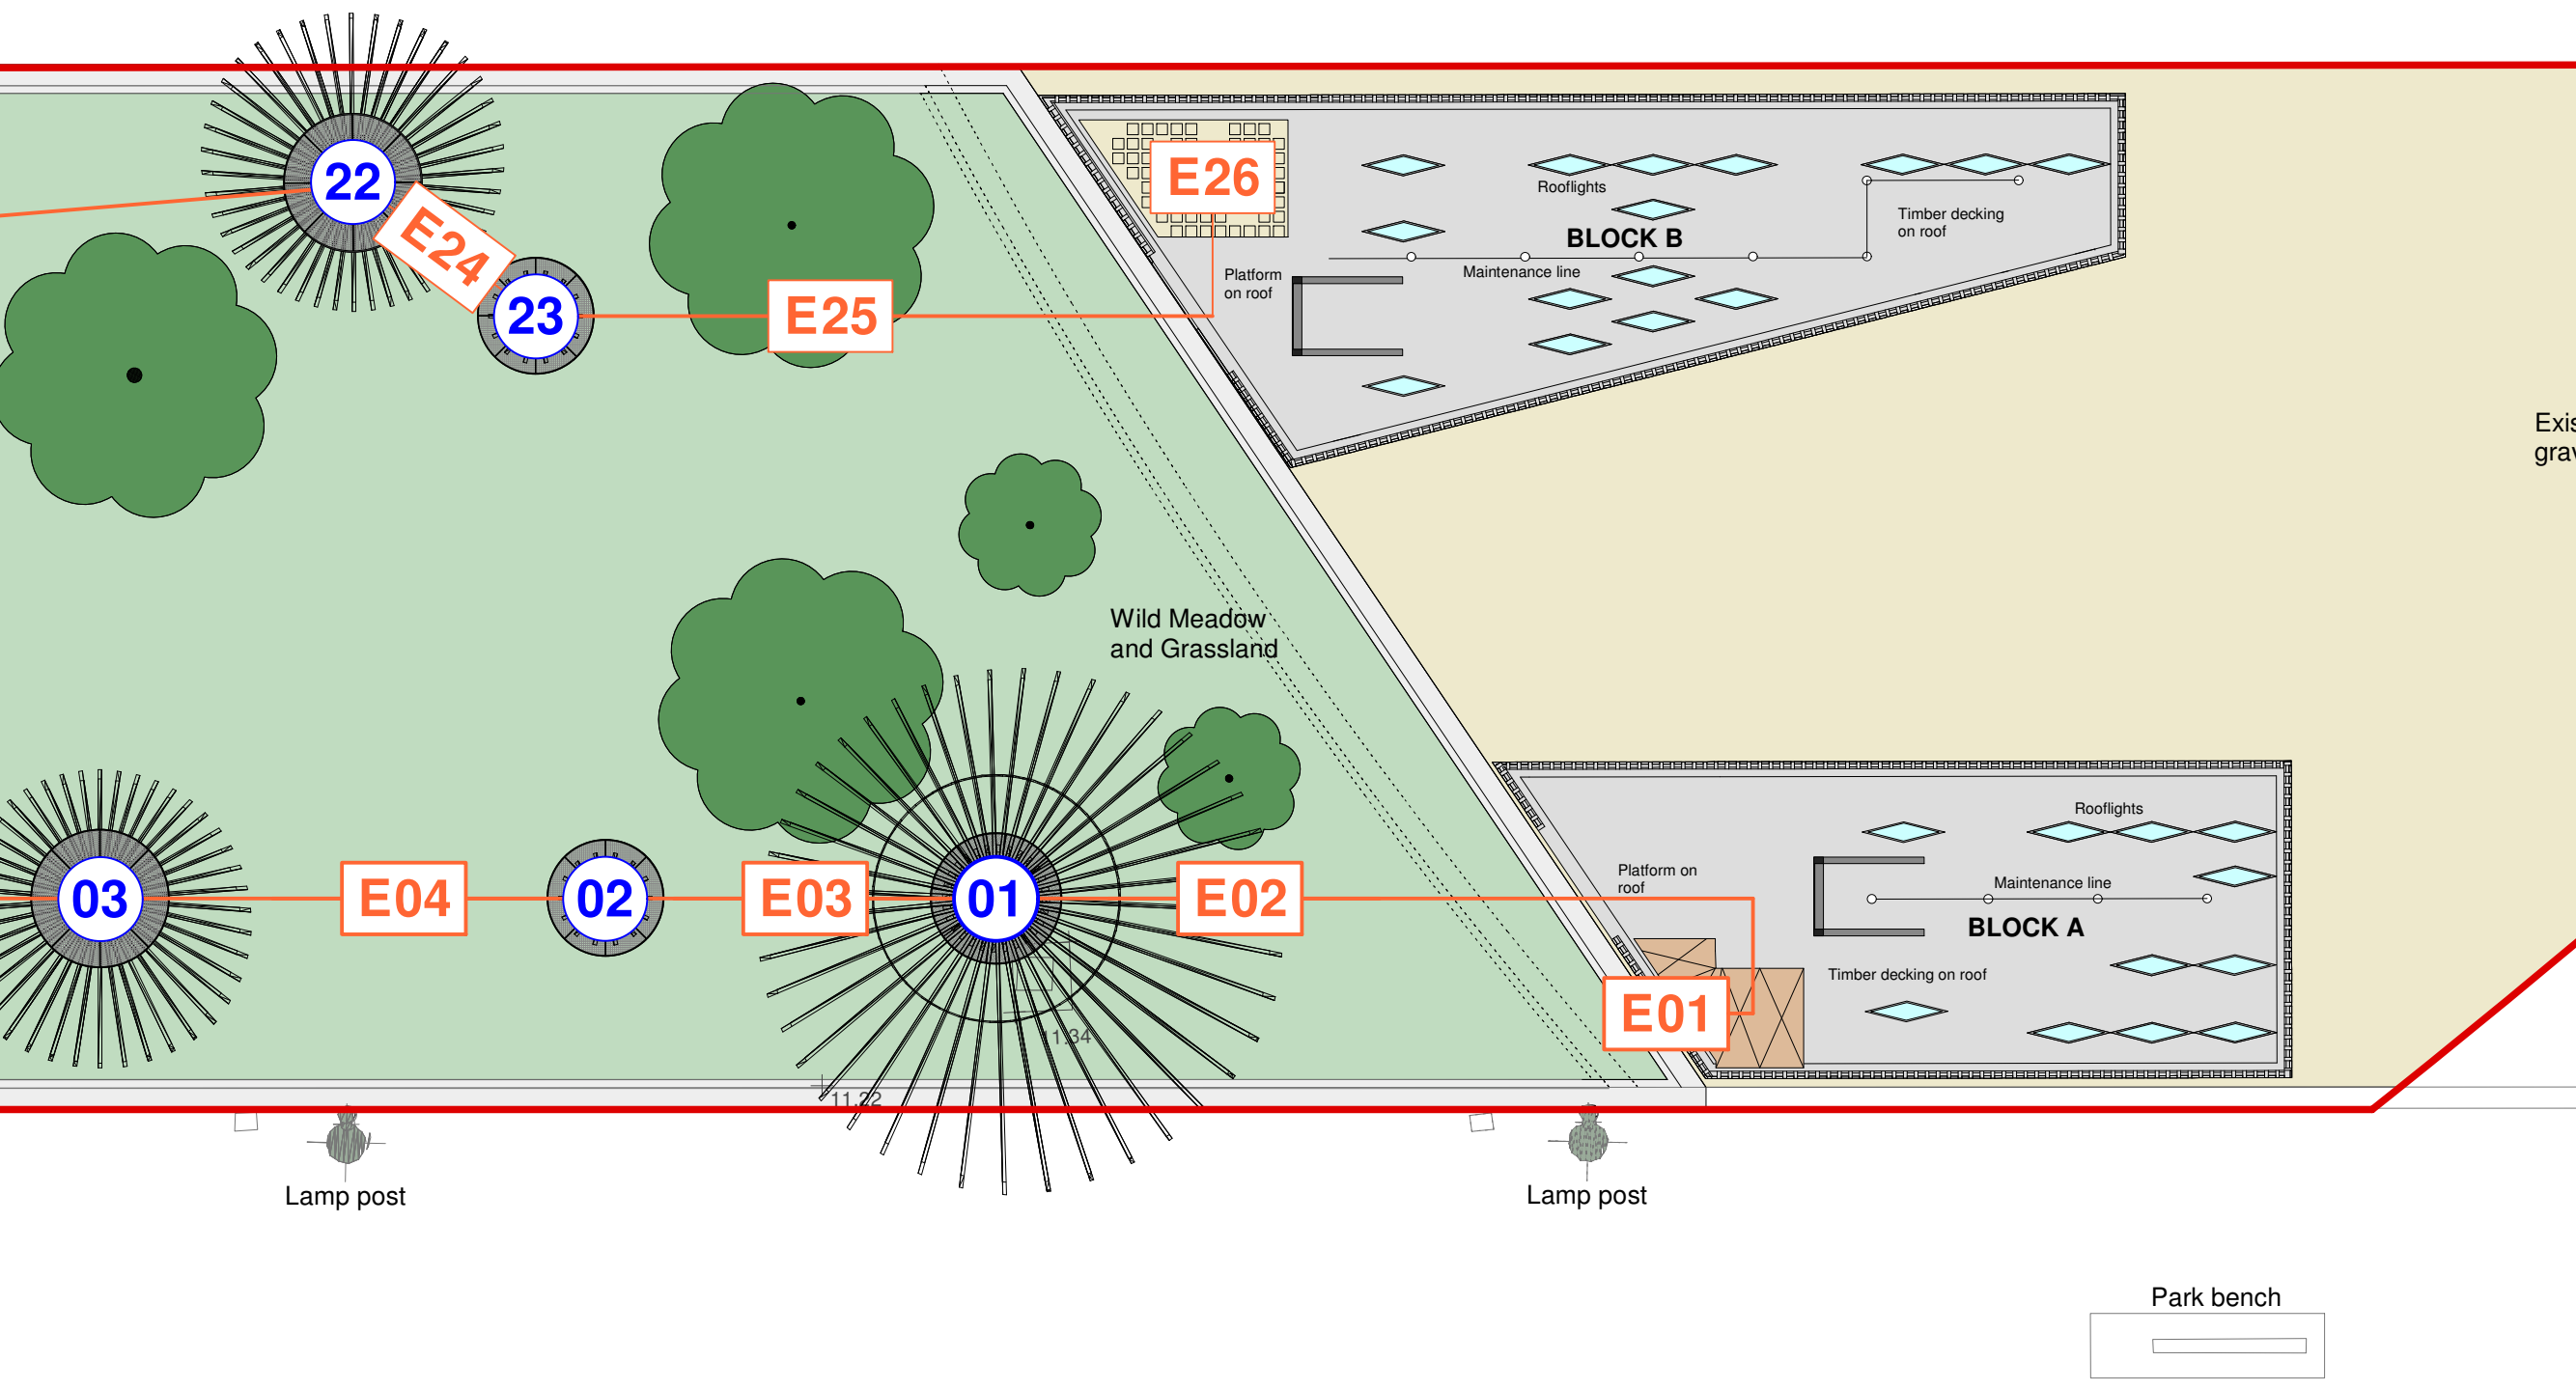 22
E24
23
E25
E26
Rooflights
BLOCK B
Timber decking
on roof
Platform
on roof
Maintenance line
Exis
grav
Wild Meadow
and Grassland
03
E04
02
E03
01
E02
Platform on
roof
Rooflights
Maintenance line
BLOCK A
Timber decking on roof
E01
11.34
11.22
Lamp post
Lamp post
Park bench